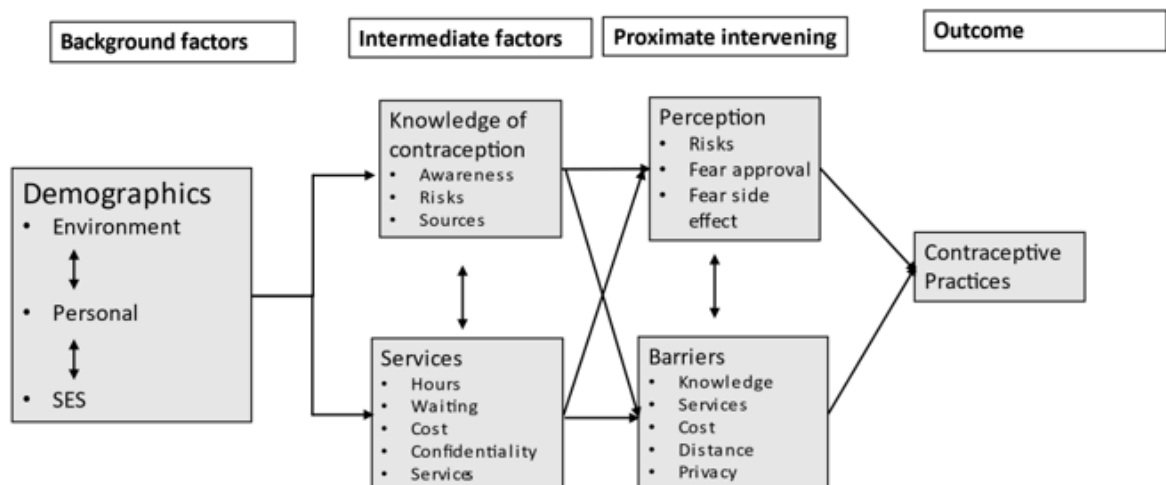 Background factors
Intermediate factors
Proximate intervening
Outcome
Demographics
• Environment
• Personal
• SES
Knowledge of
contraception
• Awareness
• Risks
• Sources
Services
• Hours
• Waiting
• Cost
• Confidentiality
• Services
Perception
• Risks
• Fear approval
• Fear side
effect
Barriers
• Knowledge
• Services
• Cost
• Distance
• Privacy
Contraceptive
Practices